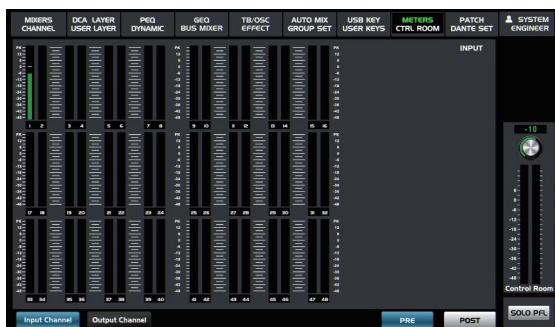 MIXERS DCA LAYER PEQ GEQ TB/OSC AUTO MIX USB KEY METERS PATCH SYSTEM
CHANNEL USER LAYER DYNAMIC BUS MIXER EFFECT GROUP SET USER KEYS CTRL ROOM DANTE SET ENGINEER
INPUT
-10
1 2 3 4 5 6 7 8 9 10 11 12 13 14 15 16
17 18 19 20 21 22 23 24 25 26 27 28 29 30 31 32
Control Room
33 34 35 36 37 38 39 40 41 42 43 44 45 46 47 48
SOLO PFL
Input Channel Output Channel PRE POST